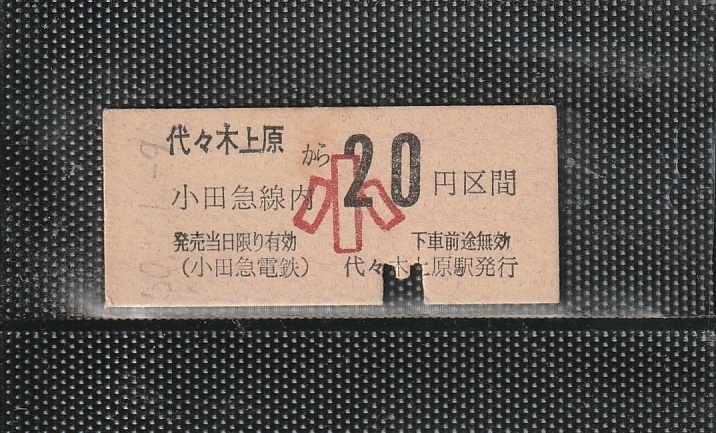 代々木上原から20円区間
小田急線内
小
発売当日限り有効 下車前途無効
(小田急電鉄) 代々木上原駅発行